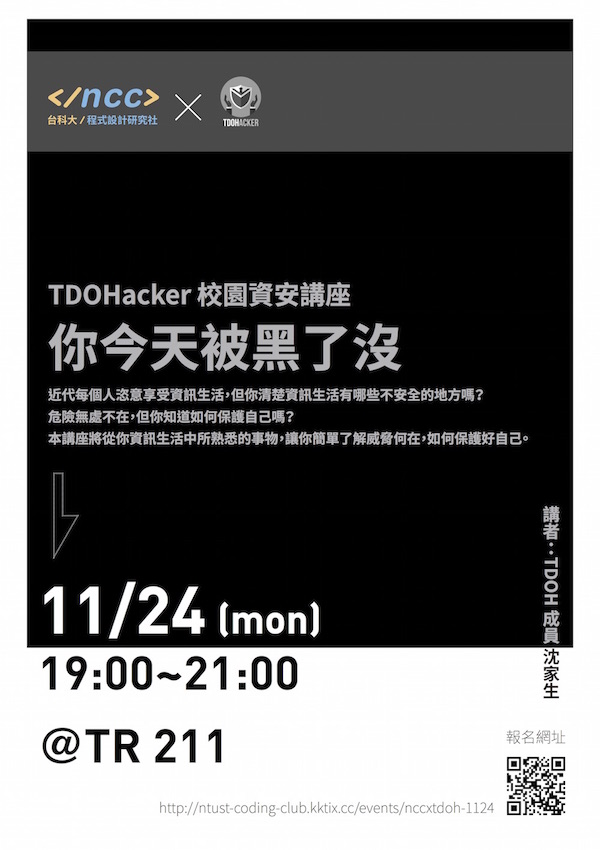 </ncc>
台科大 / 程式設計研究社
TDOHACKER
TDOHacker 校園資安講座
你今天被黑了沒
近代每個人恣意享受資訊生活，但你清楚資訊生活有哪些不安全的地方嗎？
危險無處不在，但你知道如何保護自己嗎？
本講座將從你資訊生活中所熟悉的事物，讓你簡單了解威脅何在，如何保護好自己。
講者：TDOH 成員 沈家生
11/24 (mon)
19:00~21:00
@TR 211
報名網址
http://ntust-coding-club.kktix.cc/events/nccxtdoh-1124